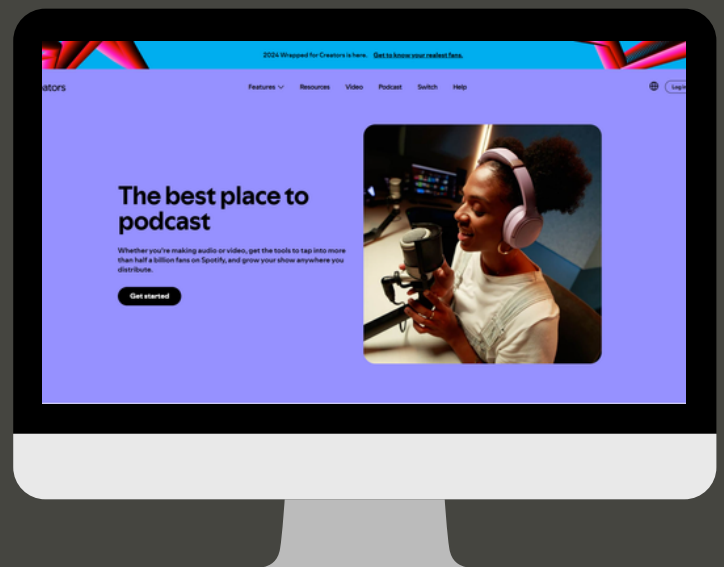 2024 Wrapped for Creators is here. Get to know your realest fans.
ators Features Resources Video Podcast Switch Help Log in
The best place to
podcast
Whether you're making audio or video, get the tools to tap into more
than half a billion fans on Spotify, and grow your show anywhere you
distribute.
Get started